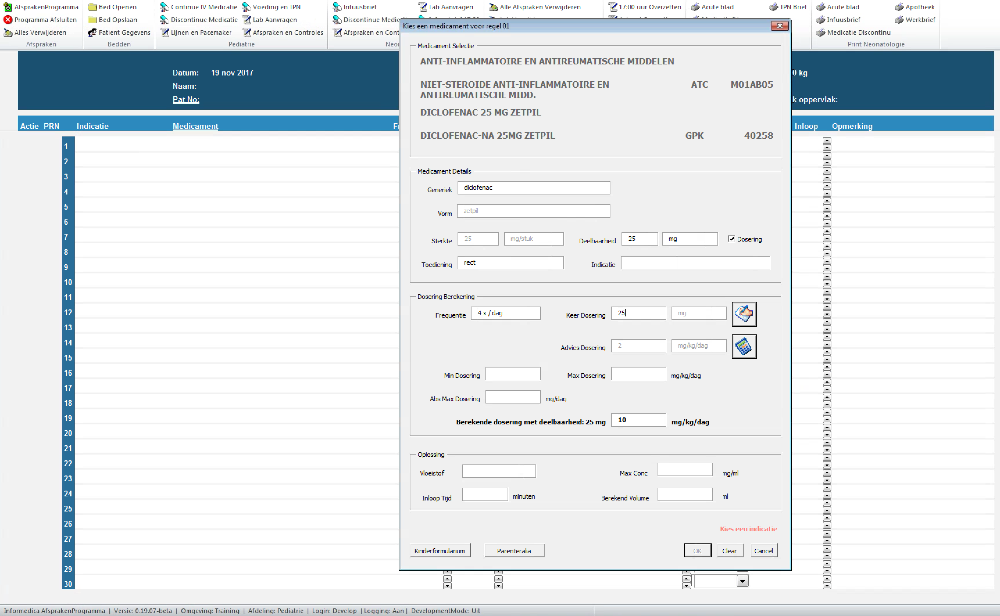 AfsprakenProgramma
Programma Afsluiten
Alles Verwijderen
Afspraken
Bed Openen
Bed Opslaan
Patient Gegevens
Bedden
Continue IV Medicatie
Discontinue Medicatie
Lijnen en Pacemaker
Voeding en TPN
Lab Aanvragen
Afspraken en Controles
Pediatrie
Infuusbrief
Discontinue Medic
Afspraken en Cont
Neo
Lab Aanvragen
Alle Afspraken Verwijderen
17:00 uur Overzetten
Acute blad
TPN Brief
Acute blad
Infuusbrief
Medicatie Discontinu
Apotheek
Werkbrief
Print Neonatologie
Datum: 19-nov-2017
Naam:
Pat No:
0 kg
k oppervlak:
Actie PRN Indicatie Medicament F Inloop Opmerking
1
2
3
4
5
6
7
8
9
10
11
12
13
14
15
16
17
18
19
20
21
22
23
24
25
26
27
28
29
30
Kies een medicament voor regel 01
Medicament Selectie
ANTI-INFLAMMATOIRE EN ANTIREUMATISCHE MIDDELEN
NIET-STEROIDE ANTI-INFLAMMATOIRE EN ATC M01AB05
ANTIREUMATISCHE MIDD.
DICLOFENAC 25 MG ZETPIL
DICLOFENAC-NA 25MG ZETPIL GPK 40258
Medicament Details
Generiek diclofenac
Vorm zetpil
Sterkte 25 mg/stuk Deelbaarheid 25 mg Dosering
Toediening rect Indicatie
Dosering Berekening
Frequentie 4 x / dag Keer Dosering 25 mg
Advies Dosering 2 mg/kg/dag
Min Dosering Max Dosering mg/kg/dag
Abs Max Dosering mg/dag
Berekende dosering met deelbaarheid: 25 mg 10 mg/kg/dag
Oplossing
Vloeistof Max Conc mg/ml
Inloop Tijd minuten Berekend Volume ml
Kies een indicatie
Kinderformularium Parenteralia OK Clear Cancel
Informedica AfsprakenProgramma | Versie: 0.19.07-beta | Omgeving: Training | Afdeling: Pediatrie | Login: Develop | Logging: Aan | DevelopmentMode: Uit